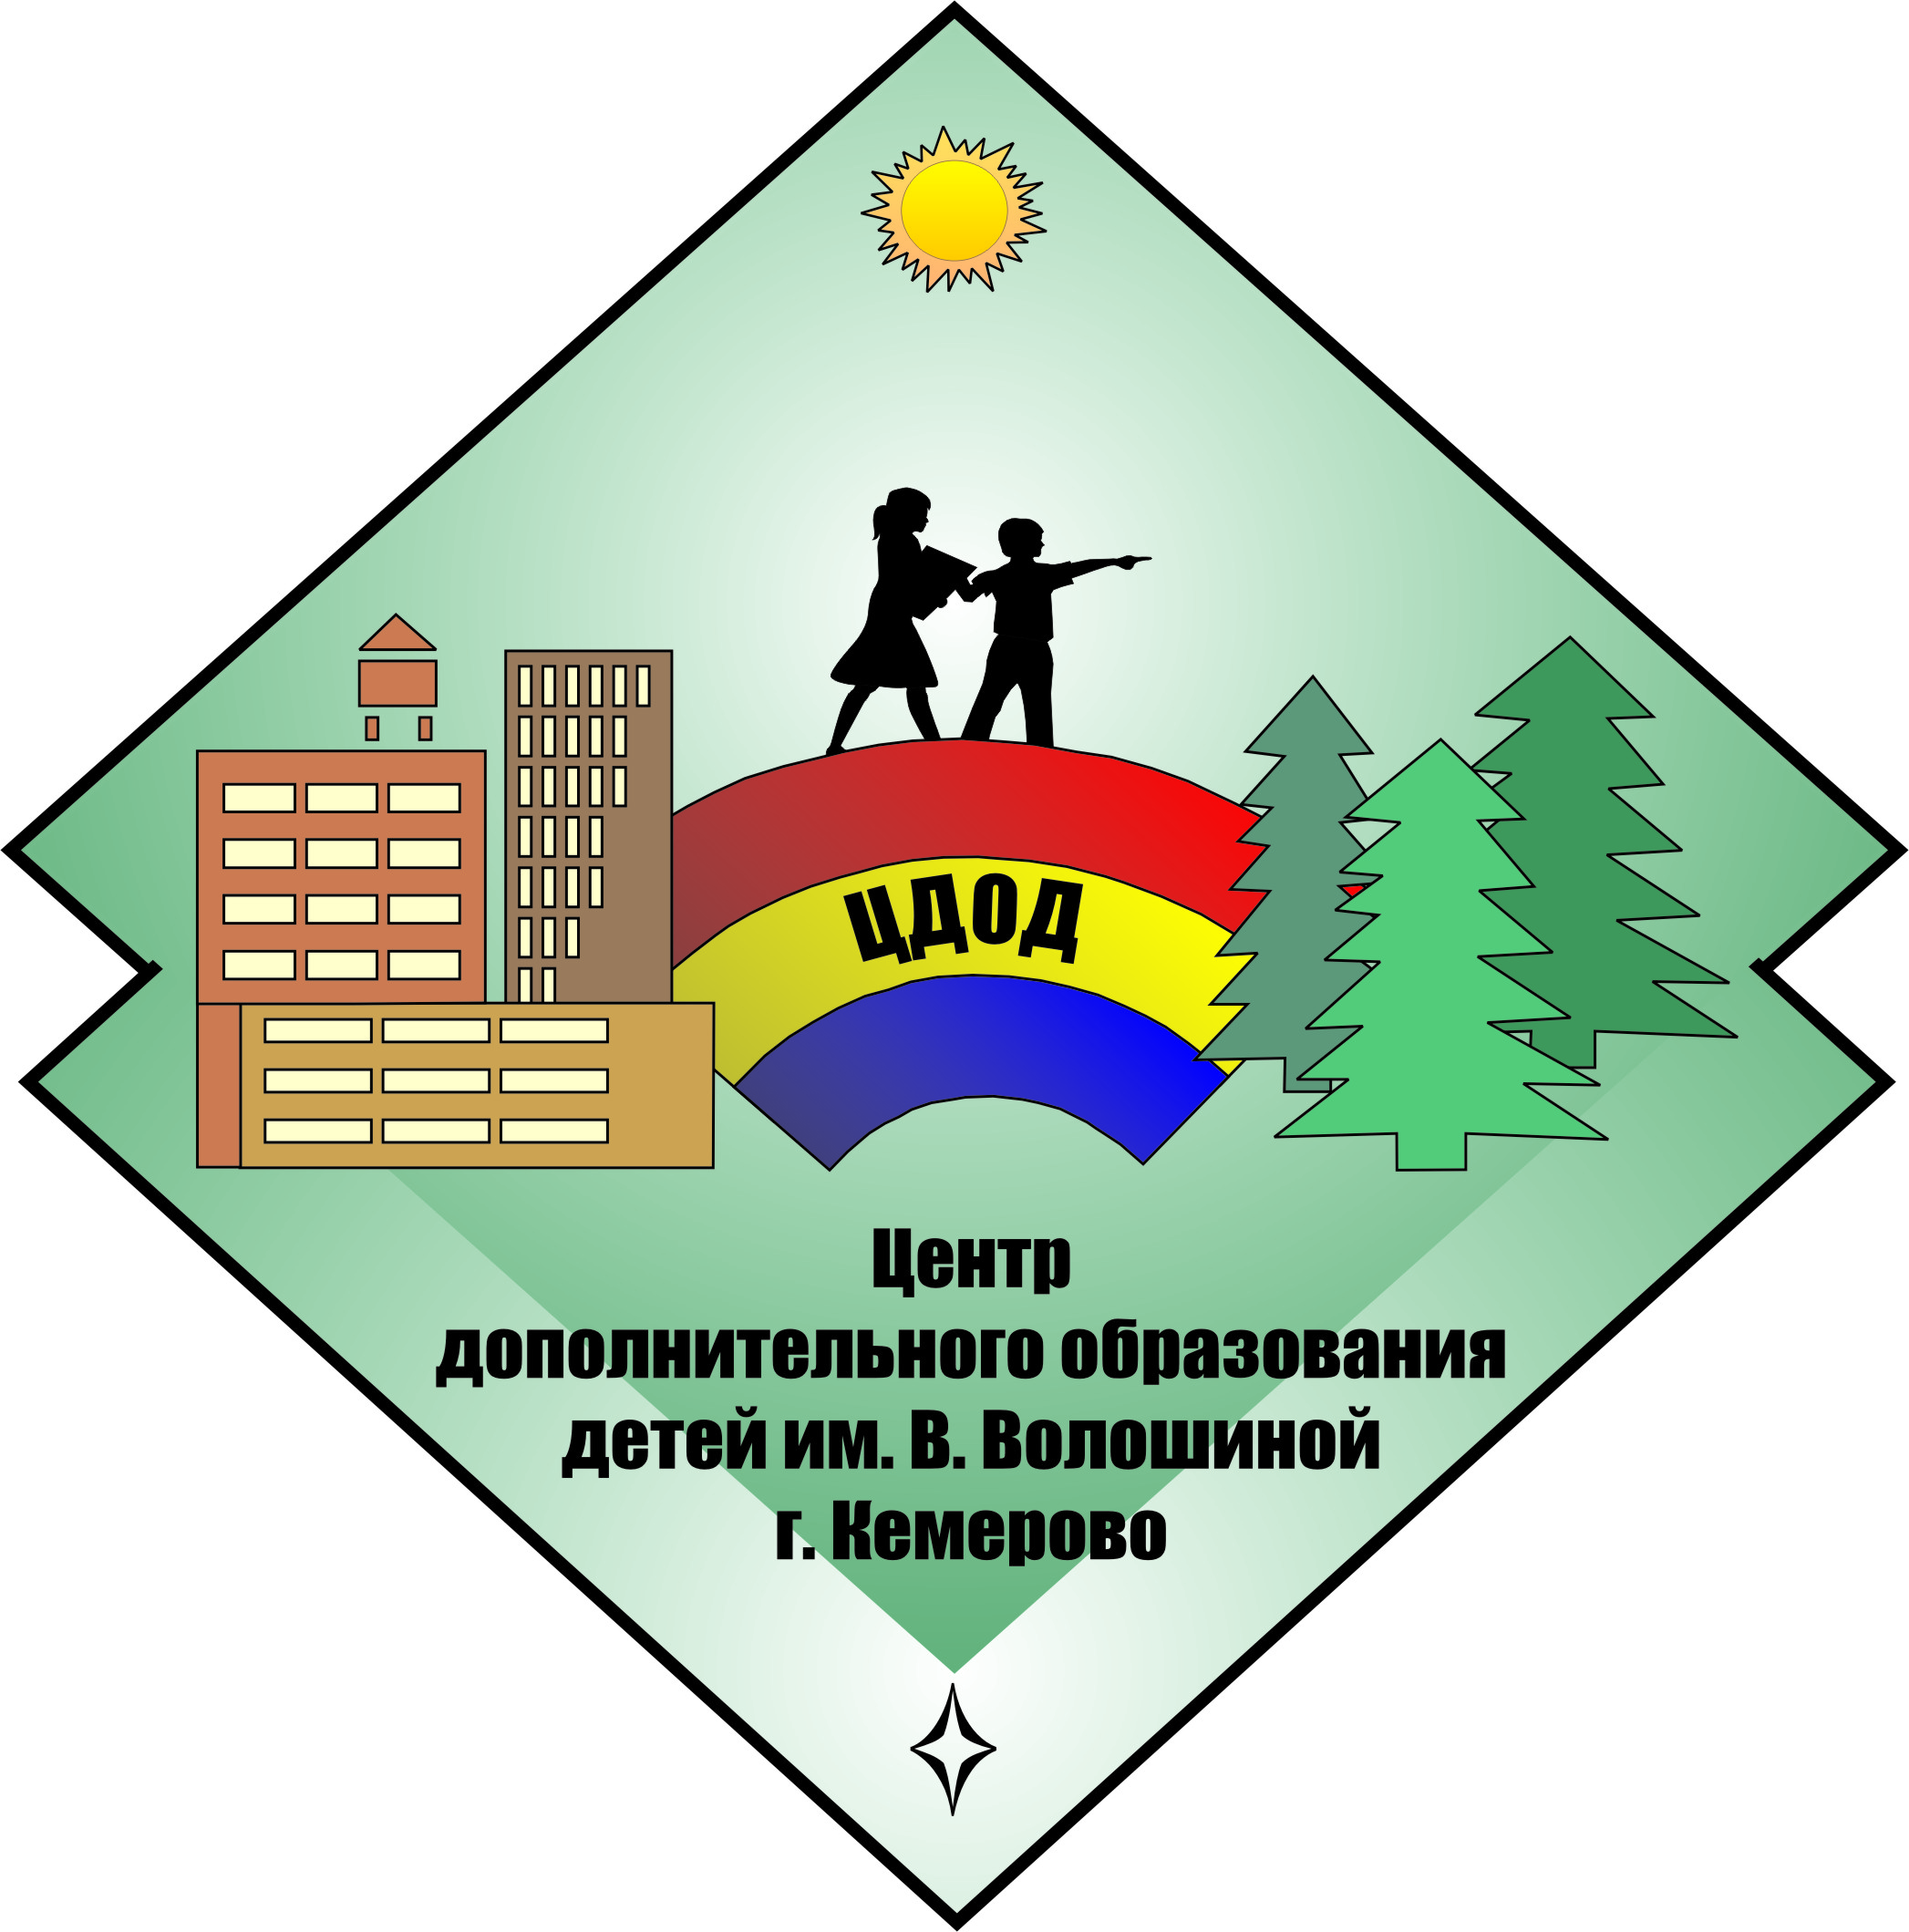 ЦДОД
Центр
дополнительного образования
детей им. В. Волошиной
г. Кемерово